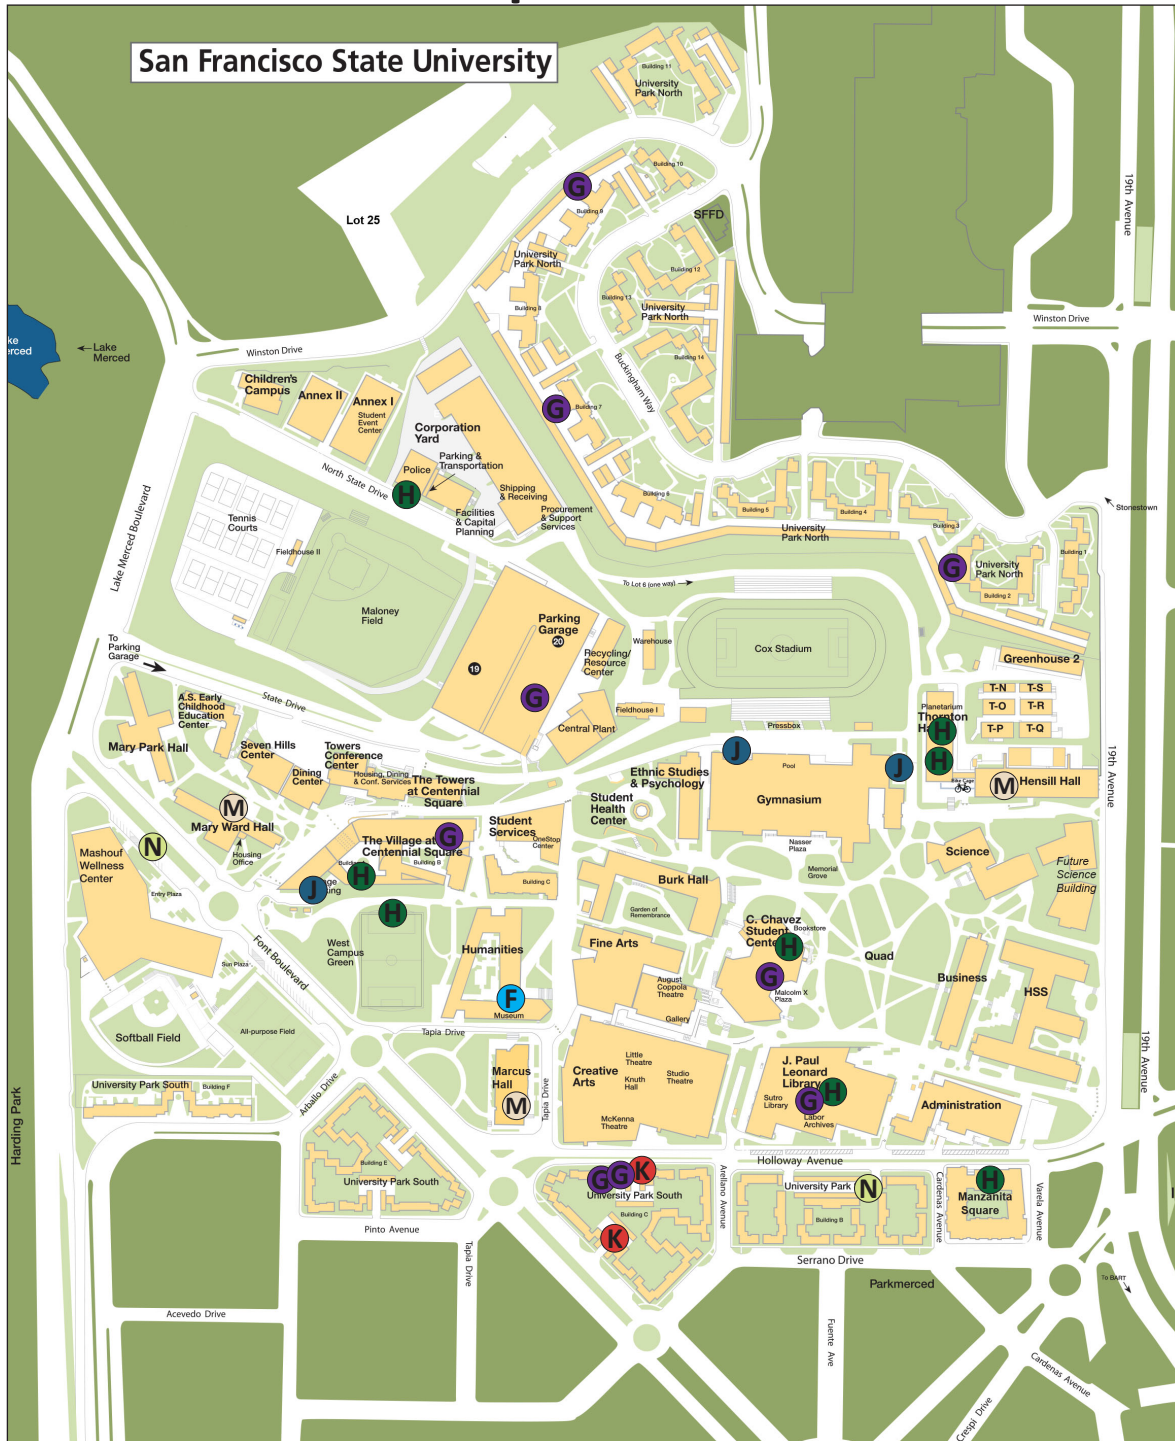 San Francisco State University
Building 11
University
Park North
Building 10
G
Building 9
Lot 25
SFFD
University
Park North
Building 12
Building 8
Building 13
University
Park North
19th Avenue
Winston Drive
Lake
Merced
Winston Drive
Building 14
Buckingham Way
Children's
Campus
Annex II
Annex I
Student
Event
Center
G
Building 7
Corporation
Yard
Parking &
Transportation
Police
H
North State Drive
Shipping
& Receiving
Facilities
& Capital
Planning
Procurement
& Support
Services
Building 6
Building 5
Building 4
Building 3
University
Park North
Stonestown
Building 1
G
University
Park North
Building 2
Lake Merced Boulevard
Tennis
Courts
Fieldhouse II
Maloney
Field
To Lot 6 (one way)
Parking
Garage
20
19
G
Warehouse
Recycling/
Resource
Center
Cox Stadium
Greenhouse 2
To
Parking
Garage
State Drive
A.S. Early
Childhood
Education
Center
Mary Park Hall
Fieldhouse I
Central Plant
Pressbox
Planetarium
Thornton
H
H
T-N
T-S
T-O
T-R
T-P
T-Q
19th Avenue
Seven Hills
Center
Towers
Conference
Center
Dining
Center
Housing, Dining
& Conf. Services
The Towers
at Centennial
Square
Ethnic Studies
& Psychology
J
Pool
J
Gymnasium
Bike Cage
M
Hensill Hall
M
Mary Ward Hall
Housing
Office
Student
Health
Center
Student
Services
OneStop
Center
G
The Village at
Centennial Square
Building B
Building C
H
J
H
N
Mashouf
Wellness
Center
Entry Plaza
Nasser
Plaza
Memorial
Grove
Science
Future
Science
Building
Burk Hall
Garden of
Remembrance
C. Chavez
Student
Center
Bookstore
H
G
Malcolm X
Plaza
Quad
Business
HSS
Fine Arts
August
Coppola
Theatre
Gallery
Humanities
F
Museum
West
Campus
Green
Font Boulevard
Sun Plaza
Softball Field
All-purpose Field
Tapia Drive
Marcus
Hall
M
Tapia Drive
Creative
Arts
Little
Theatre
Knuth
Hall
Studio
Theatre
McKenna
Theatre
J. Paul
Leonard
Library
Sutro
Library
G
H
Labor
Archives
Administration
19th Avenue
University Park South
Building F
Arballo Drive
Harding Park
Building E
University Park South
Holloway Avenue
G
G
K
University Park South
Building C
K
Arellano Avenue
University Park
N
Building B
Cardenas Avenue
H
Manzanita
Square
Varela Avenue
Pinto Avenue
Tapia Drive
Serrano Drive
Parkmerced
To BART
Acevedo Drive
Fuente Ave
Cardenas Avenue
Crespi Drive